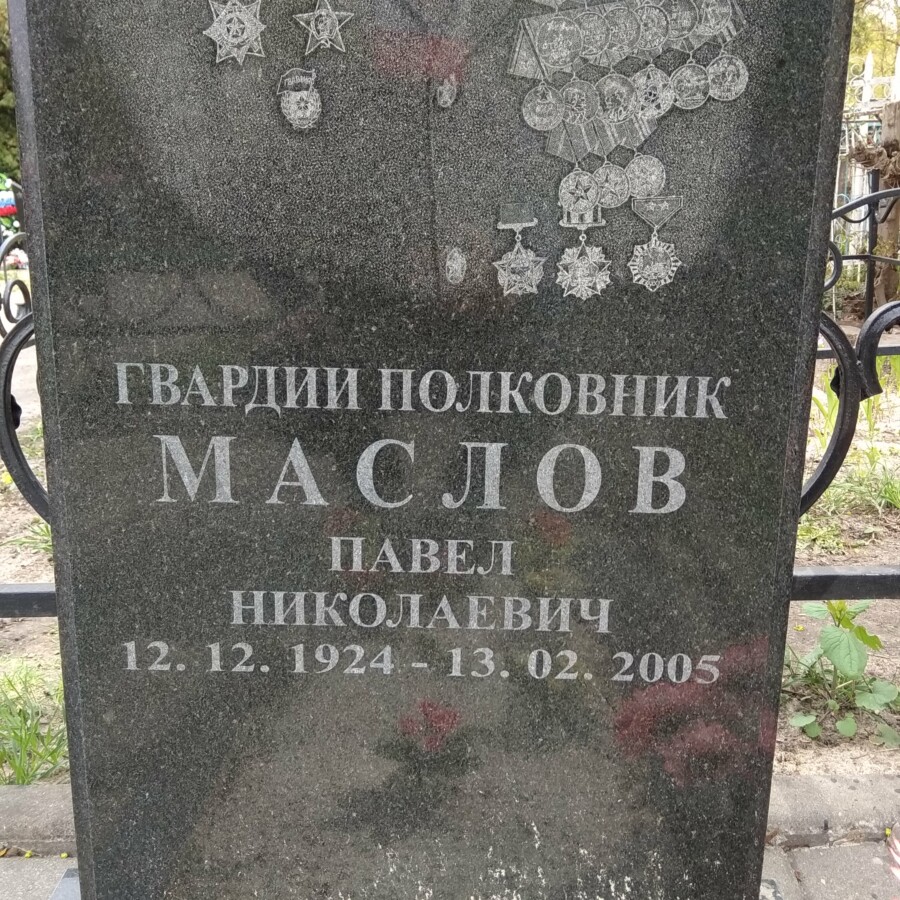 ГВАРДИИ ПОЛКОВНИК
МАСЛОВ
ПАВЕЛ
НИКОЛАЕВИЧ
12. 12. 1924 - 13. 02. 2005